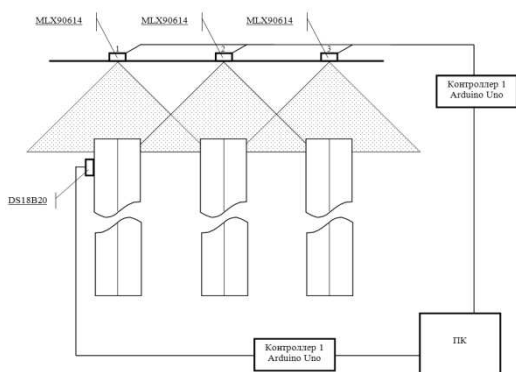 MLX90614
MLX90614
MLX90614
1
2
3
Контроллер 1
Arduino Uno
DS18B20
Контроллер 1
Arduino Uno
ПК